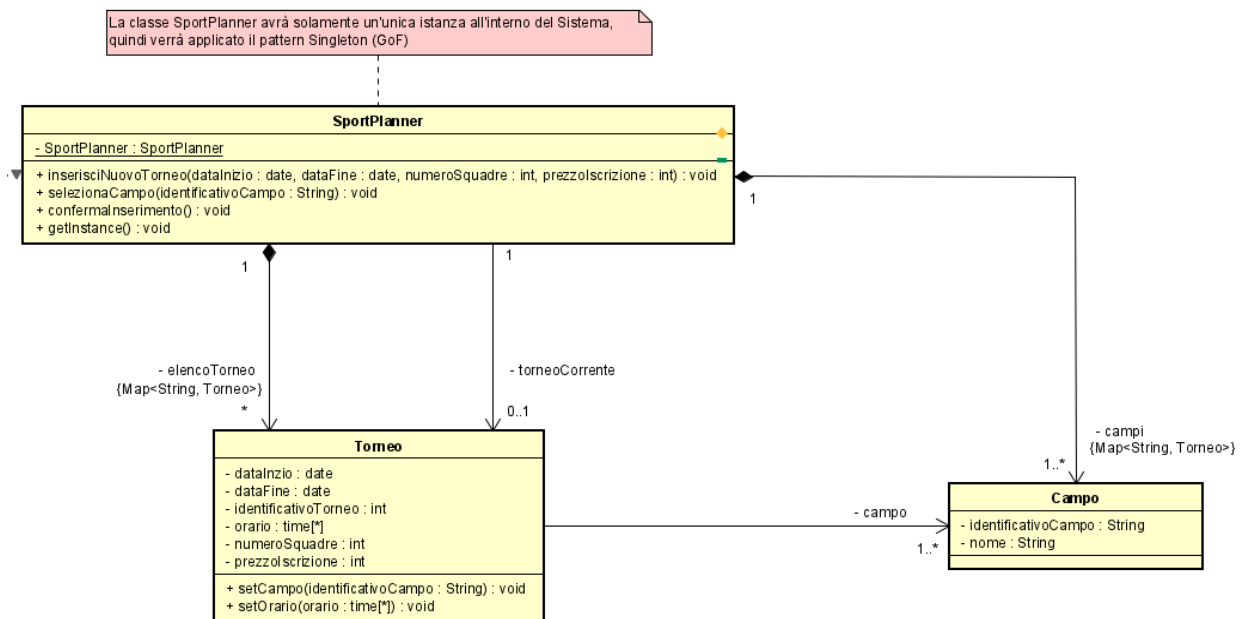 La classe SportPlanner avrà solamente un'unica istanza all'interno del Sistema,
quindi verrà applicato il pattern Singleton (GoF)
SportPlanner
- SportPlanner : SportPlanner
+ inserisciNuovoTorneo(dataInizio : date, dataFine : date, numeroSquadre : int, prezzoIscrizione : int) : void
+ selezionaCampo(identificativoCampo : String) : void
+ confermaInserimento() : void
+ getInstance() : void
1
1
1
- elencoTorneo
{Map<String, Torneo>}
*
- torneoCorrente
0..1
- campi
{Map<String, Torneo>}
1..*
Torneo
- dataInzio : date
- dataFine : date
- identificativoTorneo : int
- orario : time[*]
- numeroSquadre : int
- prezzoIscrizione : int
+ setCampo(identificativoCampo : String) : void
+ setOrario(orario : time[*]) : void
- campo
1..*
Campo
- identificativoCampo : String
- nome : String